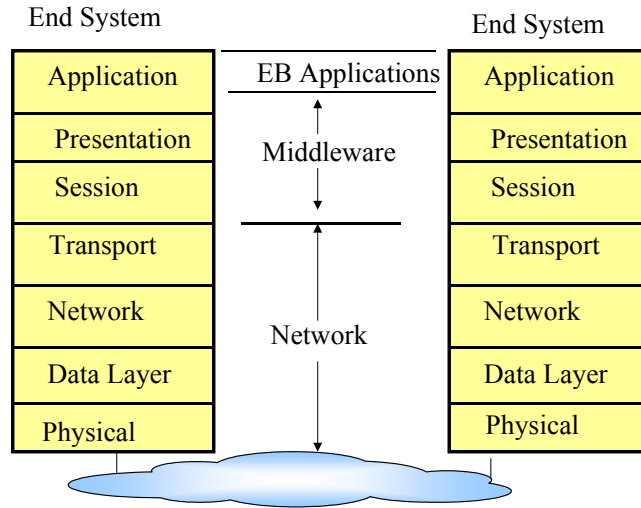 End System
Application
Presentation
Session
Transport
Network
Data Layer
Physical
EB Applications
Middleware
Network
End System
Application
Presentation
Session
Transport
Network
Data Layer
Physical